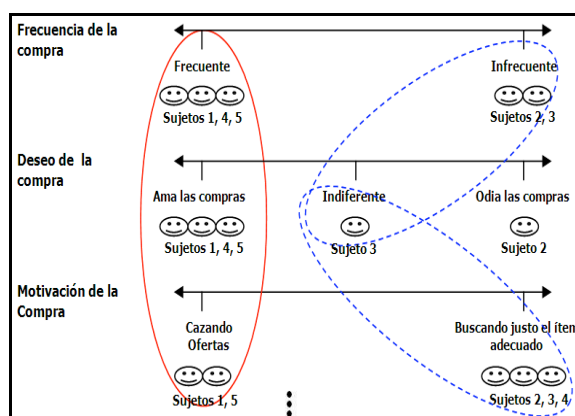 Frecuencia de la
compra
Frecuente
Infrecuente
Sujetos 1, 4, 5
Sujetos 2, 3
Deseo de la
compra
Ama las compras
Indiferente
Odia las compras
Sujetos 1, 4, 5
Sujeto 3
Sujeto 2
Motivación de la
Compra
Cazando
Ofertas
Buscando justo el ítem
adecuado
Sujetos 1, 5
Sujetos 2, 3, 4